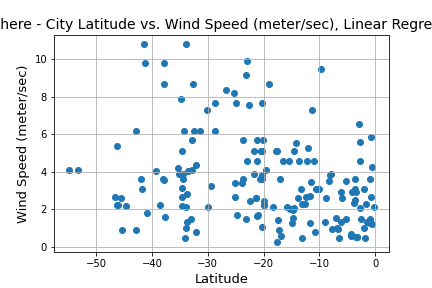 here - City Latitude vs. Wind Speed (meter/sec), Linear Regre
Wind Speed (meter/sec)
10
8
6
4
2
0
−50 −40 −30 −20 −10 0
Latitude